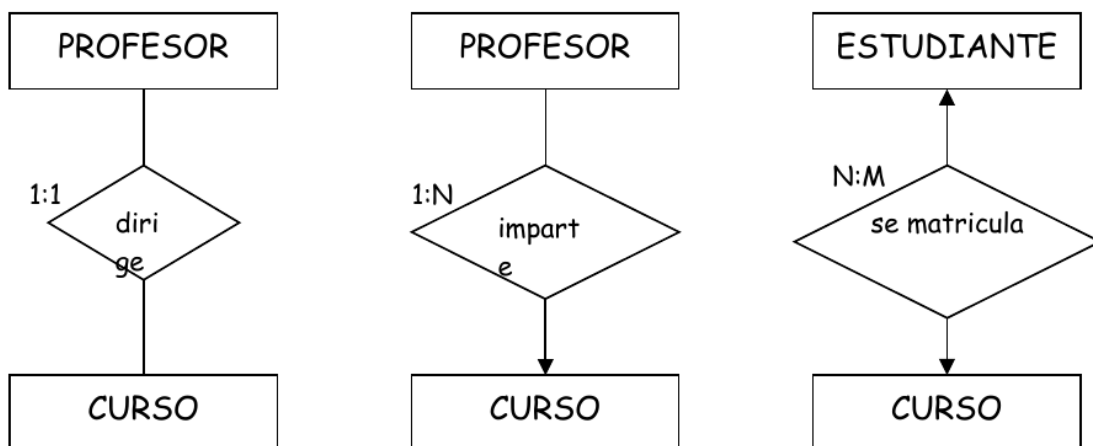 PROFESOR
1:1
diri
ge
CURSO
PROFESOR
1:N
impart
e
CURSO
ESTUDIANTE
N:M
se matricula
CURSO